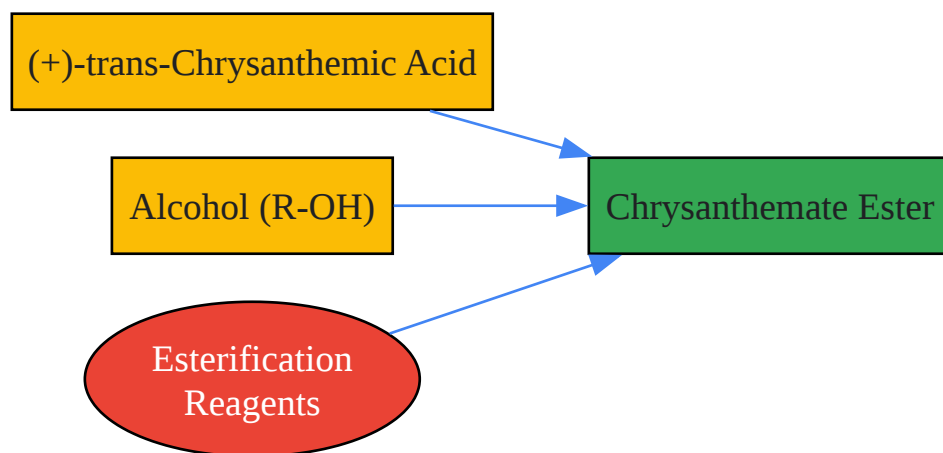 (+)-trans-Chrysanthemic Acid
Alcohol (R-OH)
Chrysanthemate Ester
Esterification
Reagents